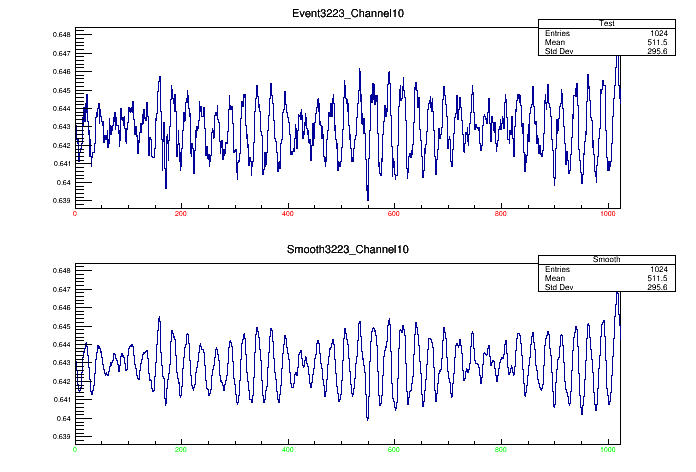 Event3223_Channel10
Test
Entries 1024
Mean 511.5
Std Dev 295.6
0.648
0.647
0.646
0.645
0.644
0.643
0.642
0.641
0.64
0.639
0 200 400 600 800 1000
Smooth3223_Channel10
Smooth
Entries 1024
Mean 511.5
Std Dev 295.6
0.648
0.647
0.646
0.645
0.644
0.643
0.642
0.641
0.64
0.639
0 200 400 600 800 1000